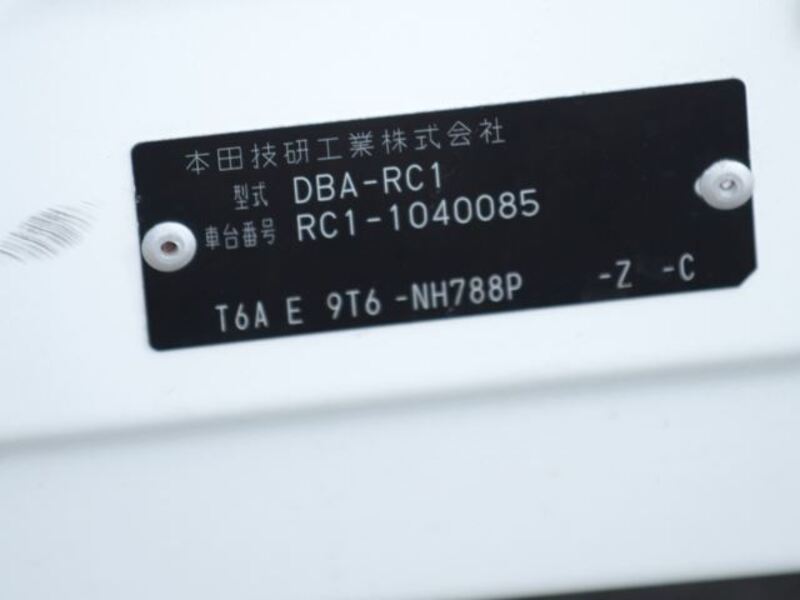 本田技研工業株式会社
型式 DBA-RC1
車台番号 RC1-1040085
T6A E 9T6 -NH788P -Z -C